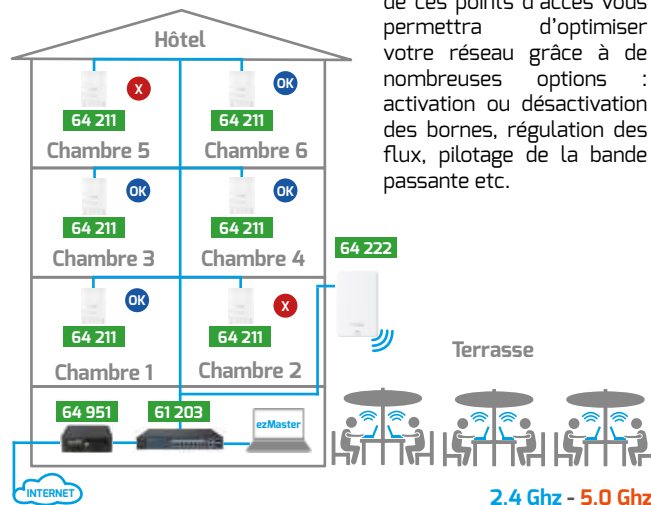 de ces points d'accès vous
permettra d'optimiser
votre réseau grâce à de
nombreuses options :
activation ou désactivation
des bornes, régulation des
flux, pilotage de la bande
passante etc.
Hôtel
X
OK
64 211
64 211
Chambre 5
Chambre 6
OK
OK
64 211
64 211
Chambre 3
Chambre 4
64 222
OK
X
64 211
64 211
Chambre 1
Chambre 2
Terrasse
64 951
61 203
ezMaster
INTERNET
2.4 Ghz - 5.0 Ghz